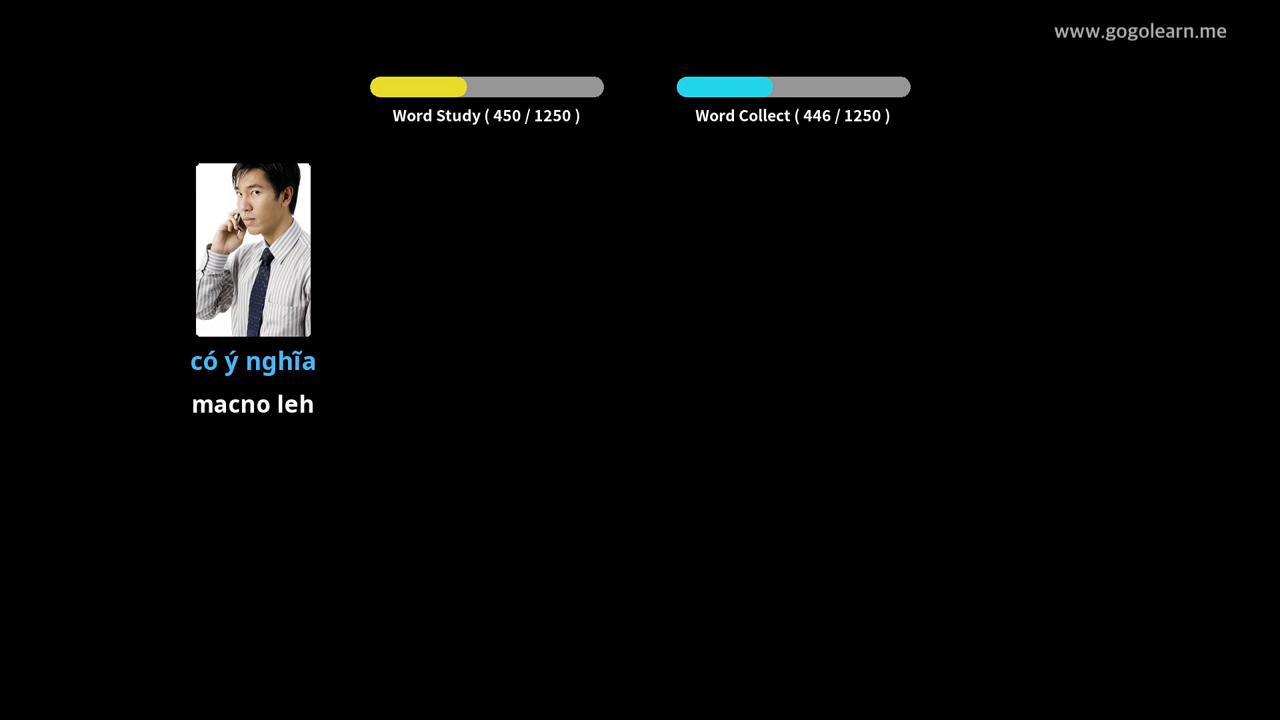 www.gogolearn.me
Word Study ( 450 / 1250 )
Word Collect ( 446 / 1250 )
có ý nghĩa
macno leh